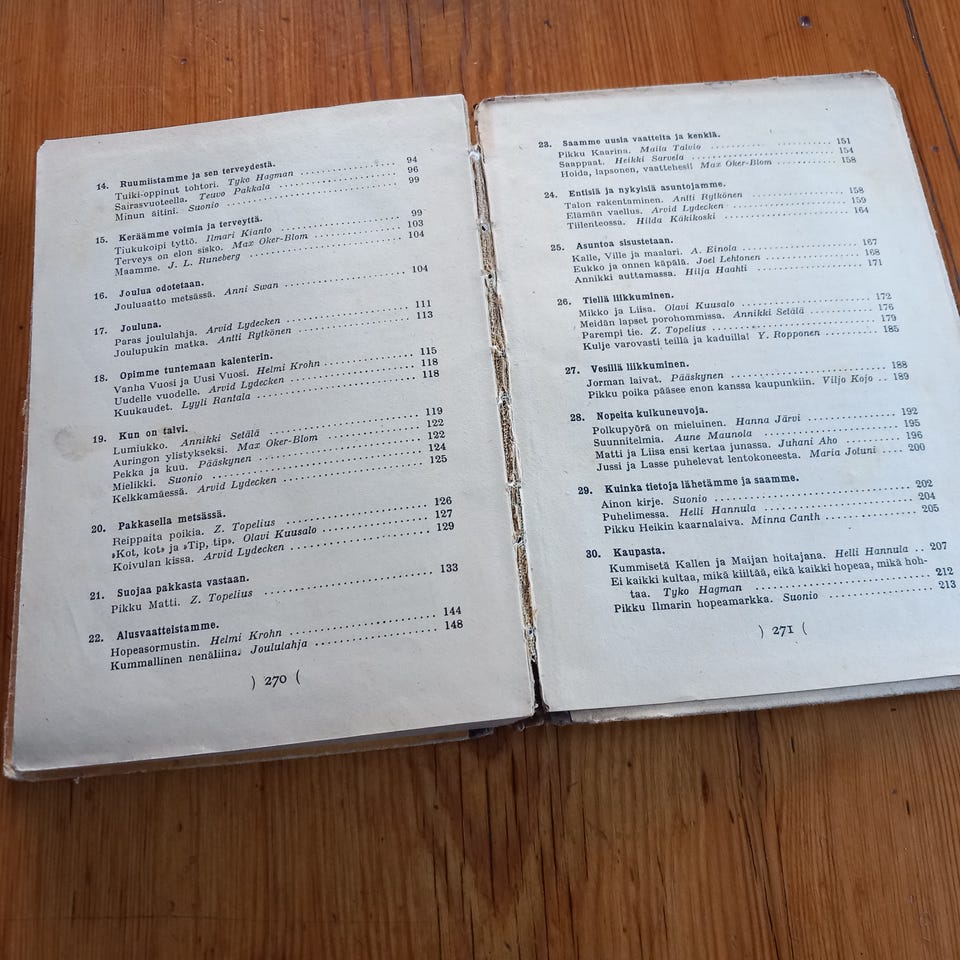 14. Ruumiistamme ja sen terveydestä.
Tuiki-oppinut tohtori. Tyko Hagman .......... 94
Sairasvuoteella. Teuvo Pakkala .......... 96
Minun äitini. Suonio .......... 99
15. Keräämme voimia ja terveyttä.
Tiukukoipi tyttö. Ilmari Kianto .......... 99
Terveys on elon sisko. Max Oker-Blom .......... 103
Maamme. J. L. Runeberg .......... 104
16. Joulua odotetaan.
Jouluaatto metsässä. Anni Swan .......... 104
17. Jouluna.
Paras joululahja. Arvid Lydecken .......... 111
Joulupukin matka. Antti Rytkönen .......... 113
18. Opimme tuntemaan kalenterin.
Vanha Vuosi ja Uusi Vuosi. Helmi Krohn .......... 115
Uudelle vuodelle. Arvid Lydecken .......... 118
Kuukaudet. Lyyli Rantala .......... 118
19. Kun on talvi.
Lumiukko. Annikki Setälä .......... 119
Auringon ylistykseksi. Max Oker-Blom .......... 122
Pekka ja kuu. Pääskynen .......... 122
Mielikki. Suonio .......... 124
Kelkkamäessä. Arvid Lydecken .......... 125
20. Pakkasella metsässä.
Reippaita poikia. Z. Topelius .......... 126
»Kot, kot» ja »Tip, tip». Olavi Kuusalo .......... 127
Koivulan kissa. Arvid Lydecken .......... 129
21. Suojaa pakkasta vastaan.
Pikku Matti. Z. Topelius .......... 133
22. Alusvaatteistamme.
Hopeasormustin. Helmi Krohn .......... 144
Kummallinen nenäliina. Joululahja .......... 148
) 270 (
23. Saamme uusia vaatteita ja kenkiä.
Pikku Kaarina. Maila Talvio .......... 151
Saappaat. Heikki Sarvela .......... 154
Hoida, lapsonen, vaattehesi! Max Oker-Blom .......... 158
24. Entisiä ja nykyisiä asuntojamme.
Talon rakentaminen. Antti Rytkönen .......... 158
Elämän vaellus. Arvid Lydecken .......... 159
Tiilenteossa. Hilda Käkikoski .......... 164
25. Asuntoa sisustetaan.
Kalle, Ville ja maalari. A. Einola .......... 167
Eukko ja onnen käpälä. Joel Lehtonen .......... 168
Annikki auttamassa. Hilja Haahti .......... 171
26. Tiellä liikkuminen.
Mikko ja Liisa. Olavi Kuusalo .......... 172
Meidän lapset porohommissa. Annikki Setälä .......... 176
Parempi tie. Z. Topelius .......... 179
Kulje varovasti teillä ja kaduilla! Y. Ropponen .......... 185
27. Vesillä liikkuminen.
Jorman laivat. Pääskynen .......... 188
Pikku poika pääsee enon kanssa kaupunkiin. Viljo Kojo .. 189
28. Nopeita kulkuneuvoja.
Polkupyörä on mieluinen. Hanna Järvi .......... 192
Suunnitelmia. Aune Maunola .......... 195
Matti ja Liisa ensi kertaa junassa. Juhani Aho .......... 196
Jussi ja Lasse puhelevat lentokoneesta. Maria Jotuni .... 200
29. Kuinka tietoja lähetämme ja saamme.
Ainon kirje. Suonio .......... 202
Puhelimessa. Helli Hannula .......... 204
Pikku Heikin kaarnalaiva. Minna Canth .......... 205
30. Kaupasta.
Kummisetä Kallen ja Maijan hoitajana. Helli Hannula .. 207
Ei kaikki kultaa, mikä kiiltää, eikä kaikki hopeaa, mikä hoh-
taa. Tyko Hagman .......... 212
Pikku Ilmarin hopeamarkka. Suonio .......... 213
) 271 (